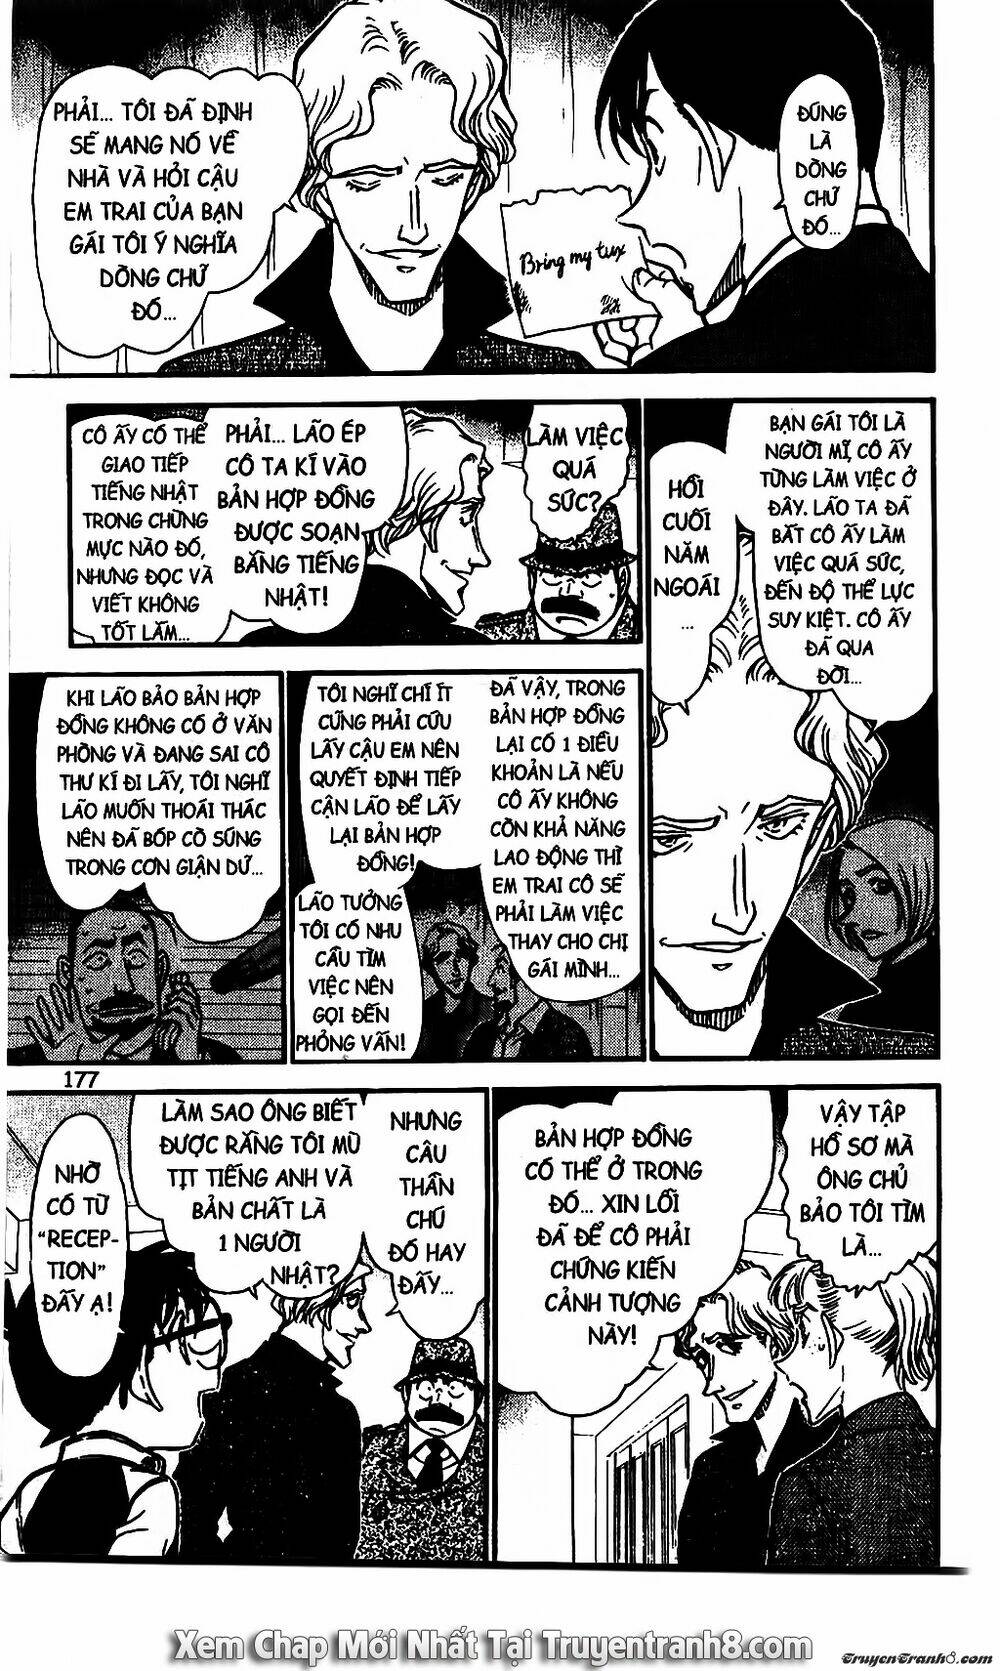 ĐÚNG
LÀ
DÒNG
CHỮ
ĐÓ...
Bring my tux
PHẢI... TÔI ĐÃ ĐỊNH
SẼ MANG NÓ VỀ
NHÀ VÀ HỎI CẬU
EM TRAI CỦA BẠN
GÁI TÔI Ý NGHĨA
DÒNG CHỮ
ĐÓ...
BẠN GÁI TÔI LÀ
NGƯỜI MĨ, CÔ ẤY
TỪNG LÀM VIỆC Ở
ĐÂY. LÃO TA ĐÃ
BẮT CÔ ẤY LÀM
VIỆC QUÁ SỨC,
ĐẾN ĐỘ THỂ LỰC
SUY KIỆT. CÔ ẤY
ĐÃ QUA
ĐỜI...
HỒI
CUỐI
NĂM
NGOÁI
...
LÀM VIỆC
QUÁ
SỨC?
PHẢI... LÃO ÉP
CÔ TA KÍ VÀO
BẢN HỢP ĐỒNG
ĐƯỢC SOẠN
BẰNG TIẾNG
NHẬT!
CÔ ẤY CÓ THỂ
GIAO TIẾP
TIẾNG NHẬT
TRONG CHỪNG
MỰC NÀO ĐÓ,
NHƯNG ĐỌC VÀ
VIẾT KHÔNG
TỐT LẮM...
ĐÃ VẬY, TRONG
BẢN HỢP ĐỒNG
LẠI CÓ 1 ĐIỀU
KHOẢN LÀ NẾU
CÔ ẤY KHÔNG
CÒN KHẢ NĂNG
LAO ĐỘNG THÌ
EM TRAI CÔ SẼ
PHẢI LÀM VIỆC
THAY CHO CHỊ
GÁI MÌNH...
TÔI NGHĨ CHÍ ÍT
CŨNG PHẢI CỨU
LẤY CẬU EM NÊN
QUYẾT ĐỊNH TIẾP
CẬN LÃO ĐỂ LẤY
LẠI BẢN HỢP
ĐỒNG!
LÃO TƯỞNG
TÔI CÓ NHU
CẦU TÌM
VIỆC NÊN
GỌI ĐẾN
PHỎNG VẤN!
KHI LÃO BẢO BẢN HỢP
ĐỒNG KHÔNG CÓ Ở VĂN
PHÒNG VÀ ĐANG SAI CÔ
THƯ KÍ ĐI LẤY, TÔI NGHĨ
LÃO MUỐN THOÁI THÁC
NÊN ĐÃ BÓP CÒ SÚNG
TRONG CƠN GIẬN DỮ...
177
VẬY TẬP
HỒ SƠ MÀ
ÔNG CHỦ
BẢO TÔI TÌM
LÀ...
BẢN HỢP ĐỒNG
CÓ THỂ Ở TRONG
ĐÓ... XIN LỖI
ĐÃ ĐỂ CÔ PHẢI
CHỨNG KIẾN
CẢNH TƯỢNG
NÀY!
NHƯNG
CÂU
THẦN
CHÚ
ĐÓ HAY
ĐẤY...
LÀM SAO ÔNG BIẾT
ĐƯỢC RẰNG TÔI MÙ
TỊT TIẾNG ANH VÀ
BẢN CHẤT LÀ
1 NGƯỜI
NHẬT?
NHỜ
CÓ TỪ
"RECEP-
TION"
ĐẤY Ạ!
Xem Chap Mới Nhất Tại Truyentranh8.com
TruyenTranh8.com